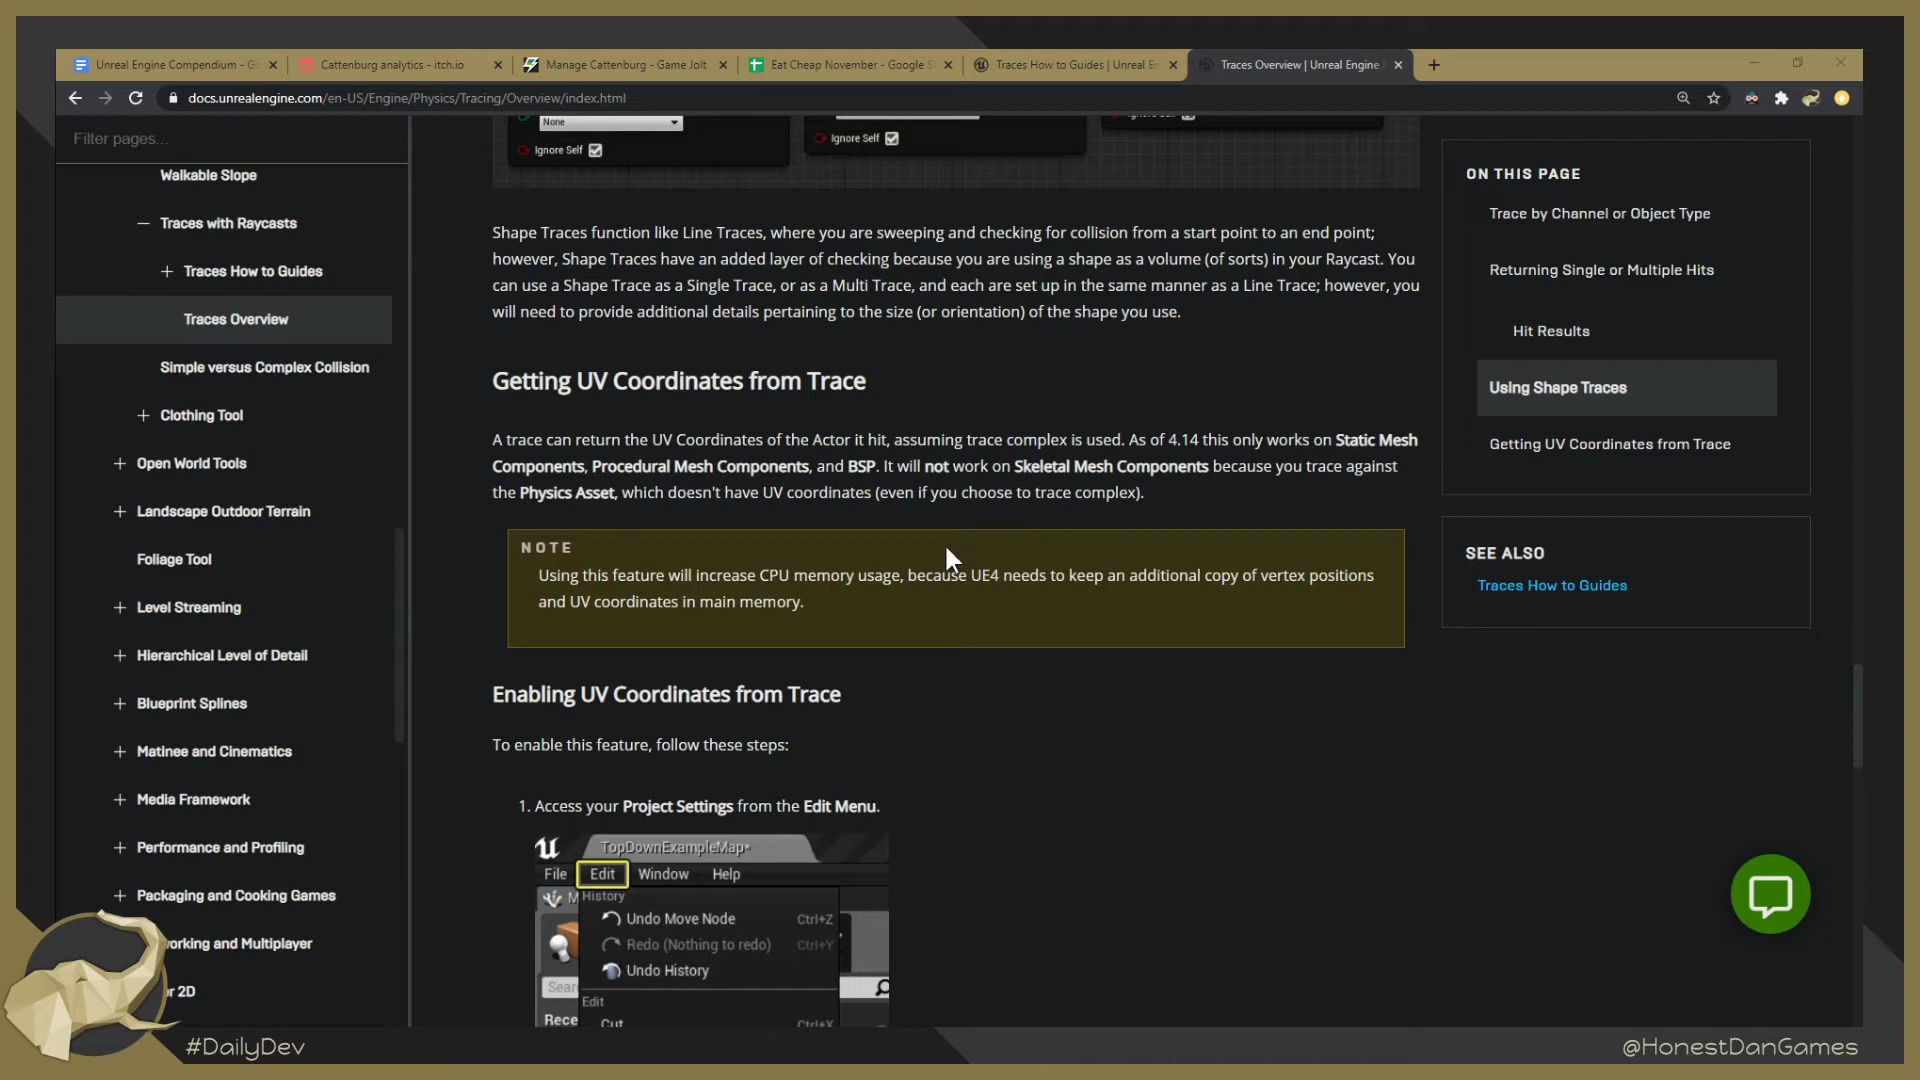 Unreal Engine Compendium - Go
Cattenburg analytics - itch.io
Manage Cattenburg - Game Jolt
Eat Cheap November - Google S
Traces How to Guides | Unreal En
Traces Overview | Unreal Engine
docs.unrealengine.com/en-US/Engine/Physics/Tracing/Overview/index.html
Filter pages...
Walkable Slope
Traces with Raycasts
Traces How to Guides
Traces Overview
Simple versus Complex Collision
Clothing Tool
Open World Tools
Landscape Outdoor Terrain
Foliage Tool
Level Streaming
Hierarchical Level of Detail
Blueprint Splines
Matinee and Cinematics
Media Framework
Performance and Profiling
Packaging and Cooking Games
working and Multiplayer
r 2D
None
Ignore Self
Ignore Self
Shape Traces function like Line Traces, where you are sweeping and checking for collision from a start point to an end point;
however, Shape Traces have an added layer of checking because you are using a shape as a volume (of sorts) in your Raycast. You
can use a Shape Trace as a Single Trace, or as a Multi Trace, and each are set up in the same manner as a Line Trace; however, you
will need to provide additional details pertaining to the size (or orientation) of the shape you use.
Getting UV Coordinates from Trace
A trace can return the UV Coordinates of the Actor it hit, assuming trace complex is used. As of 4.14 this only works on Static Mesh
Components, Procedural Mesh Components, and BSP. It will not work on Skeletal Mesh Components because you trace against
the Physics Asset, which doesn't have UV coordinates (even if you choose to trace complex).
NOTE
Using this feature will increase CPU memory usage, because UE4 needs to keep an additional copy of vertex positions
and UV coordinates in main memory.
Enabling UV Coordinates from Trace
To enable this feature, follow these steps:
1. Access your Project Settings from the Edit Menu.
TopDownExampleMap*
File Edit Window Help
History
Undo Move Node Ctrl+Z
Redo (Nothing to redo) Ctrl+Y
Undo History
Sear
Edit
Rece
Cut Ctrl+X
ON THIS PAGE
Trace by Channel or Object Type
Returning Single or Multiple Hits
Hit Results
Using Shape Traces
Getting UV Coordinates from Trace
SEE ALSO
Traces How to Guides
#DailyDev
@HonestDanGames